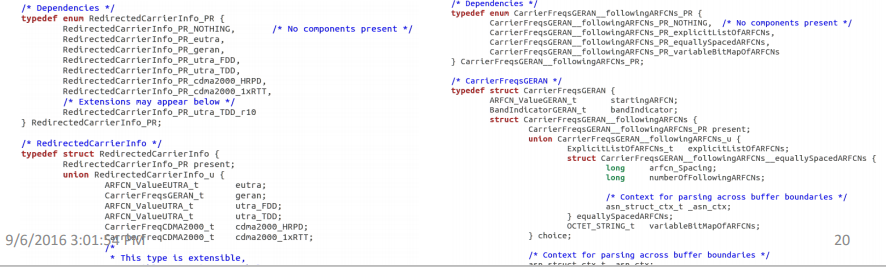 /* Dependencies */
typedef enum RedirectedCarrierInfo_PR {
RedirectedCarrierInfo_PR_NOTHING, /* No components present */
RedirectedCarrierInfo_PR_eutra,
RedirectedCarrierInfo_PR_geran,
RedirectedCarrierInfo_PR_utra_FDD,
RedirectedCarrierInfo_PR_utra_TDD,
RedirectedCarrierInfo_PR_cdma2000_HRPD,
RedirectedCarrierInfo_PR_cdma2000_1xRTT,
/* Extensions may appear below */
RedirectedCarrierInfo_PR_utra_TDD_r10
} RedirectedCarrierInfo_PR;
/* RedirectedCarrierInfo */
typedef struct RedirectedCarrierInfo {
RedirectedCarrierInfo_PR present;
union RedirectedCarrierInfo_u {
ARFCN_ValueEUTRA_t eutra;
CarrierFreqsGERAN_t geran;
ARFCN_ValueUTRA_t utra_FDD;
ARFCN_ValueUTRA_t utra_TDD;
CarrierFreqCDMA2000_t cdma2000_HRPD;
CarrierFreqCDMA2000_t cdma2000_1xRTT;
/*
* This type is extensible,
/* Dependencies */
typedef enum CarrierFreqsGERAN__followingARFCNs_PR {
CarrierFreqsGERAN__followingARFCNs_PR_NOTHING, /* No components present */
CarrierFreqsGERAN__followingARFCNs_PR_explicitListOfARFCNs,
CarrierFreqsGERAN__followingARFCNs_PR_equallySpacedARFCNs,
CarrierFreqsGERAN__followingARFCNs_PR_variableBitMapOfARFCNs
} CarrierFreqsGERAN__followingARFCNs_PR;
/* CarrierFreqsGERAN */
typedef struct CarrierFreqsGERAN {
ARFCN_ValueGERAN_t startingARFCN;
BandIndicatorGERAN_t bandIndicator;
struct CarrierFreqsGERAN__followingARFCNs {
CarrierFreqsGERAN__followingARFCNs_PR present;
union CarrierFreqsGERAN__followingARFCNs_u {
ExplicitListOfARFCNs_t explicitListOfARFCNs;
struct CarrierFreqsGERAN__followingARFCNs__equallySpacedARFCNs {
long arfcn_Spacing;
long numberOfFollowingARFCNs;
/* Context for parsing across buffer boundaries */
asn_struct_ctx_t _asn_ctx;
} equallySpacedARFCNs;
OCTET_STRING_t variableBitMapOfARFCNs;
} choice;
/* Context for parsing across buffer boundaries */
asn_struct_ctx_t _asn_ctx;
9/6/2016 3:01:54 PM
20